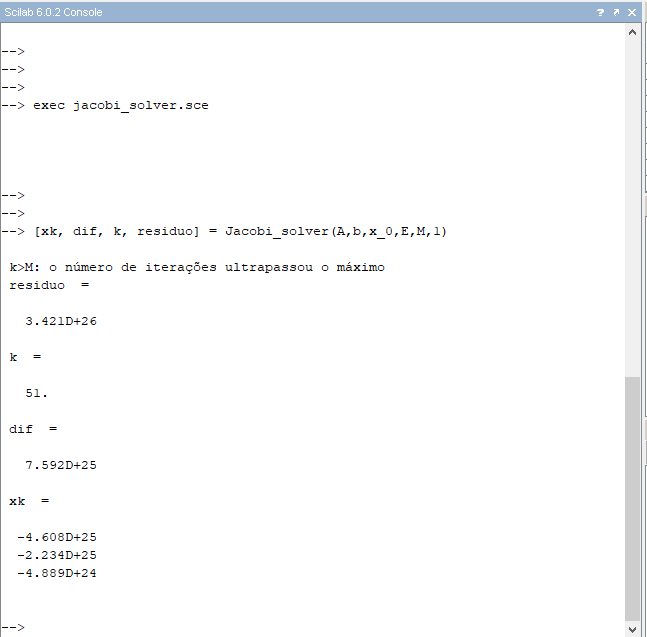 Scilab 6.0.2 Console
-->
-->
-->
--> exec jacobi_solver.sce
-->
-->
--> [xk, dif, k, residuo] = Jacobi_solver(A,b,x_0,E,M,1)
k>M: o número de iterações ultrapassou o máximo
residuo =
3.421D+26
k =
51.
dif =
7.592D+25
xk =
-4.608D+25
-2.234D+25
-4.889D+24
-->